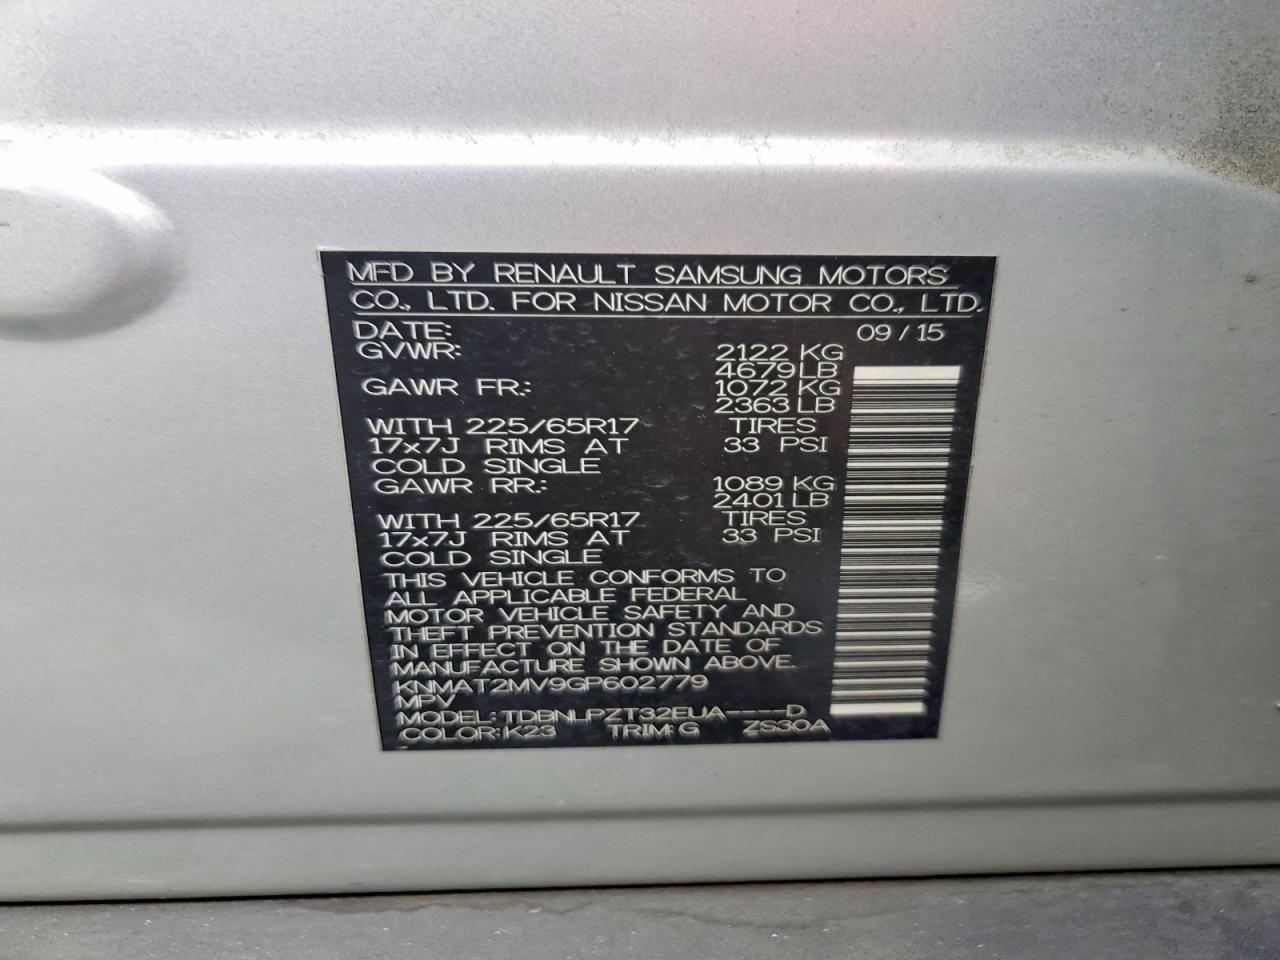 MFD BY RENAULT SAMSUNG MOTORS
CO., LTD. FOR NISSAN MOTOR CO., LTD.
DATE: 09/15
GVWR: 2122 KG
4679 LB
GAWR FR.: 1072 KG
2363 LB
WITH 225/65R17 TIRES
17x7J RIMS AT 33 PSI
COLD SINGLE
GAWR RR.: 1089 KG
2401 LB
WITH 225/65R17 TIRES
17x7J RIMS AT 33 PSI
COLD SINGLE
THIS VEHICLE CONFORMS TO
ALL APPLICABLE FEDERAL
MOTOR VEHICLE SAFETY AND
THEFT PREVENTION STANDARDS
IN EFFECT ON THE DATE OF
MANUFACTURE SHOWN ABOVE.
KNMAT2MV9GP602779
MPV
MODEL: TDBNLPZT32EUA----D
COLOR: K23 TRIM: G ZS30A